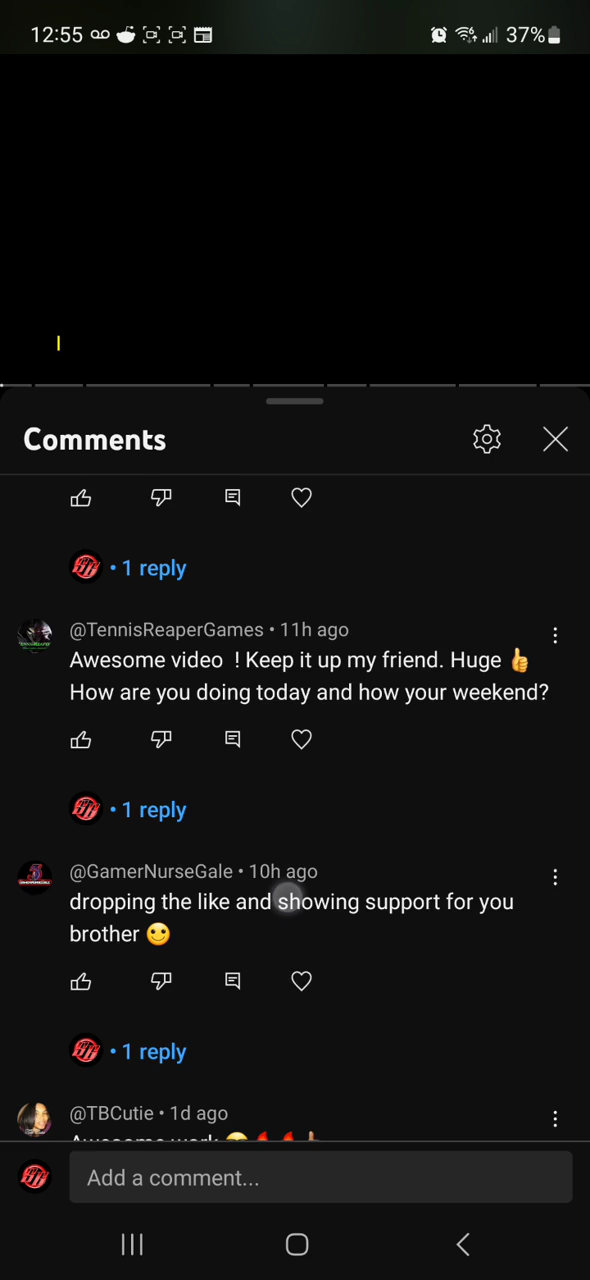 12:55 37%
Comments
• 1 reply
@TennisReaperGames • 11h ago
Awesome video ! Keep it up my friend. Huge 👍
How are you doing today and how your weekend?
• 1 reply
@GamerNurseGale • 10h ago
dropping the like and showing support for you
brother 🙂
• 1 reply
@TBCutie • 1d ago
Awesome work
Add a comment...